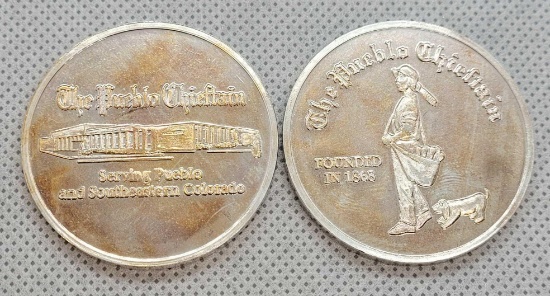 The Pueblo Chieftain
Serving Pueblo
and Southeastern Colorado
The Pueblo Chieftain
FOUNDED
IN 1868